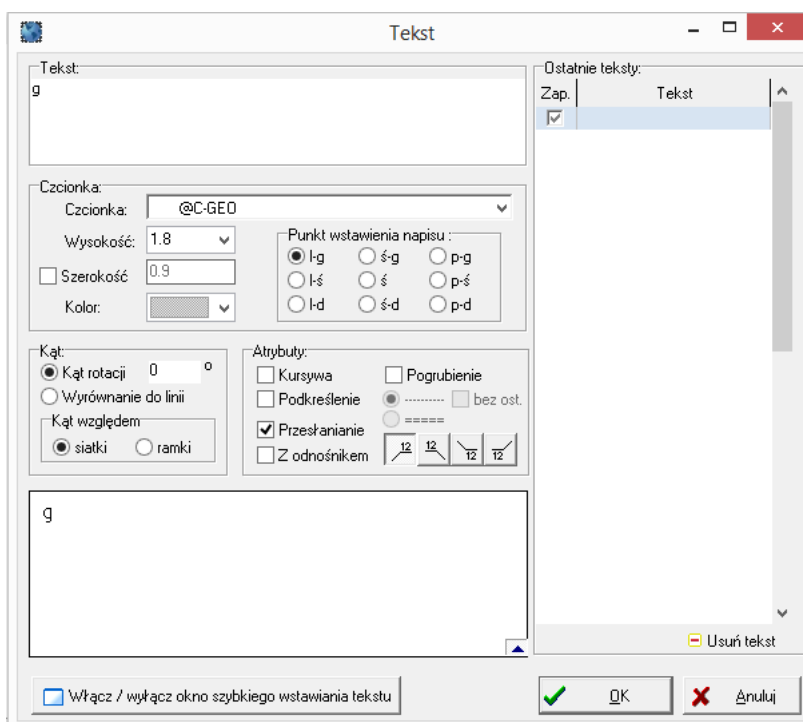 Tekst
Tekst:
g
Ostatnie teksty:
Zap. Tekst
Czcionka:
Czcionka: @C-GEO
Wysokość: 1.8
Szerokość 0.9
Kolor:
Punkt wstawienia napisu :
l-g ś-g p-g
l-ś ś p-ś
l-d ś-d p-d
Kąt:
Kąt rotacji 0 º
Wyrównanie do linii
Kąt względem
siatki ramki
Atrybuty:
Kursywa Pogrubienie
Podkreślenie ---------- bez ost.
=====
Przesłanianie
Z odnośnikem
12 12 12 12
g
Usuń tekst
Włącz / wyłącz okno szybkiego wstawiania tekstu
OK Anuluj